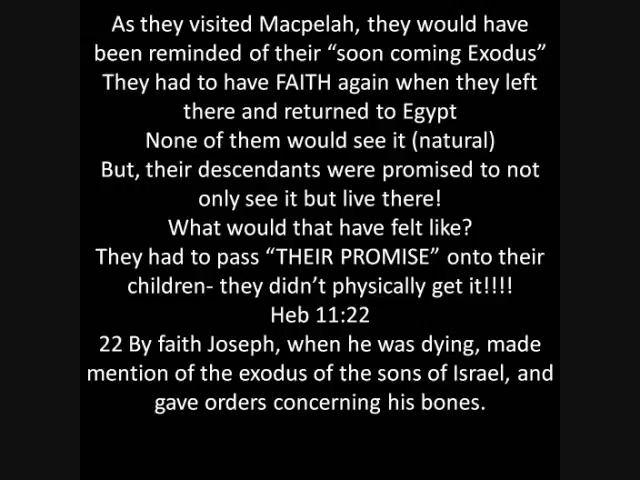 As they visited Macpelah, they would have
been reminded of their “soon coming Exodus”
They had to have FAITH again when they left
there and returned to Egypt
None of them would see it (natural)
But, their descendants were promised to not
only see it but live there!
What would that have felt like?
They had to pass “THEIR PROMISE” onto their
children- they didn’t physically get it!!!!
Heb 11:22
22 By faith Joseph, when he was dying, made
mention of the exodus of the sons of Israel, and
gave orders concerning his bones.